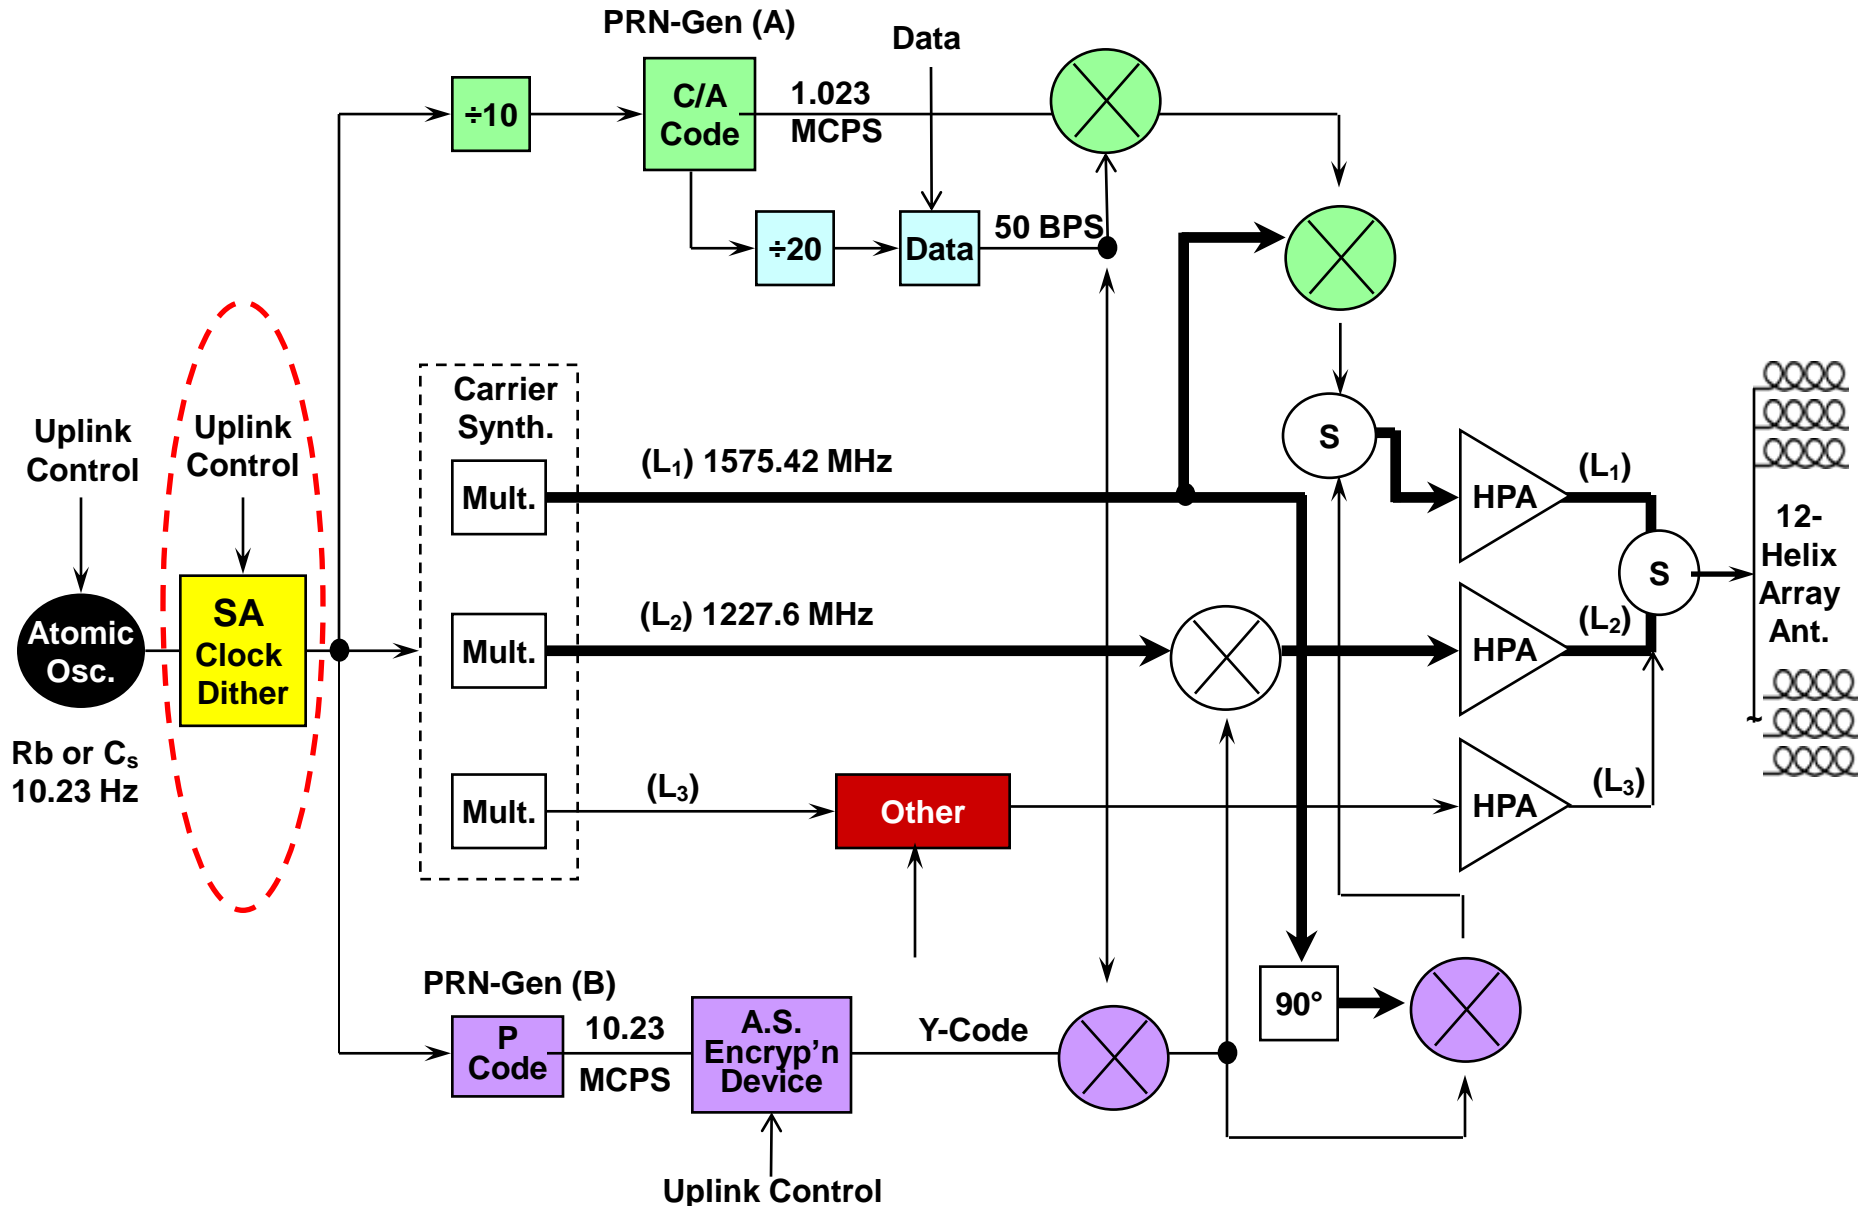 PRN-Gen (A)
Data
÷10
C/A
Code
1.023
MCPS
÷20
Data
50 BPS
Carrier
Synth.
Uplink
Control
Uplink
Control
Mult.
(L₁) 1575.42 MHz
S
HPA
(L₁)
12-
Helix
Array
Ant.
SA
Clock
Dither
Atomic
Osc.
Rb or Cₛ
10.23 Hz
Mult.
(L₂) 1227.6 MHz
HPA
(L₂)
S
Mult.
(L₃)
Other
HPA
(L₃)
PRN-Gen (B)
P
Code
10.23
MCPS
A.S.
Encryp’n
Device
Y-Code
90°
Uplink Control